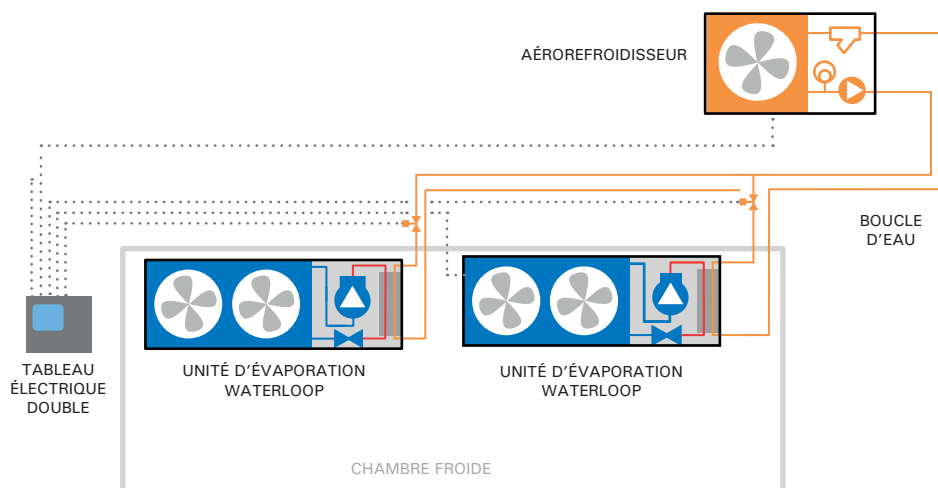 AÉROREFROIDISSEUR
BOUCLE
D'EAU
TABLEAU
ÉLECTRIQUE
DOUBLE
UNITÉ D'ÉVAPORATION
WATERLOOP
UNITÉ D'ÉVAPORATION
WATERLOOP
CHAMBRE FROIDE